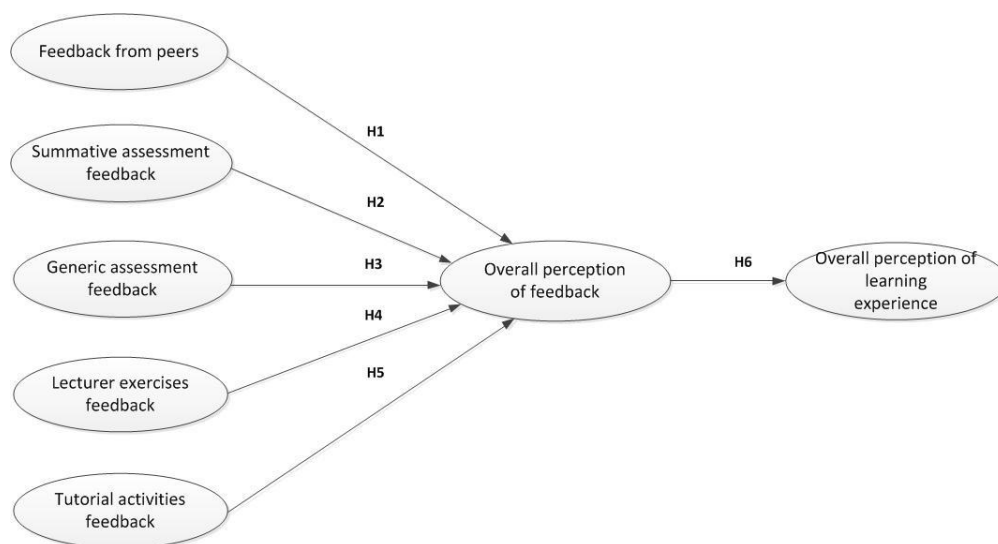 Feedback from peers
H1
Summative assessment
feedback
H2
Generic assessment
feedback
H3
Overall perception
of feedback
H6
Overall perception of
learning
experience
H4
Lecturer exercises
feedback
H5
Tutorial activities
feedback